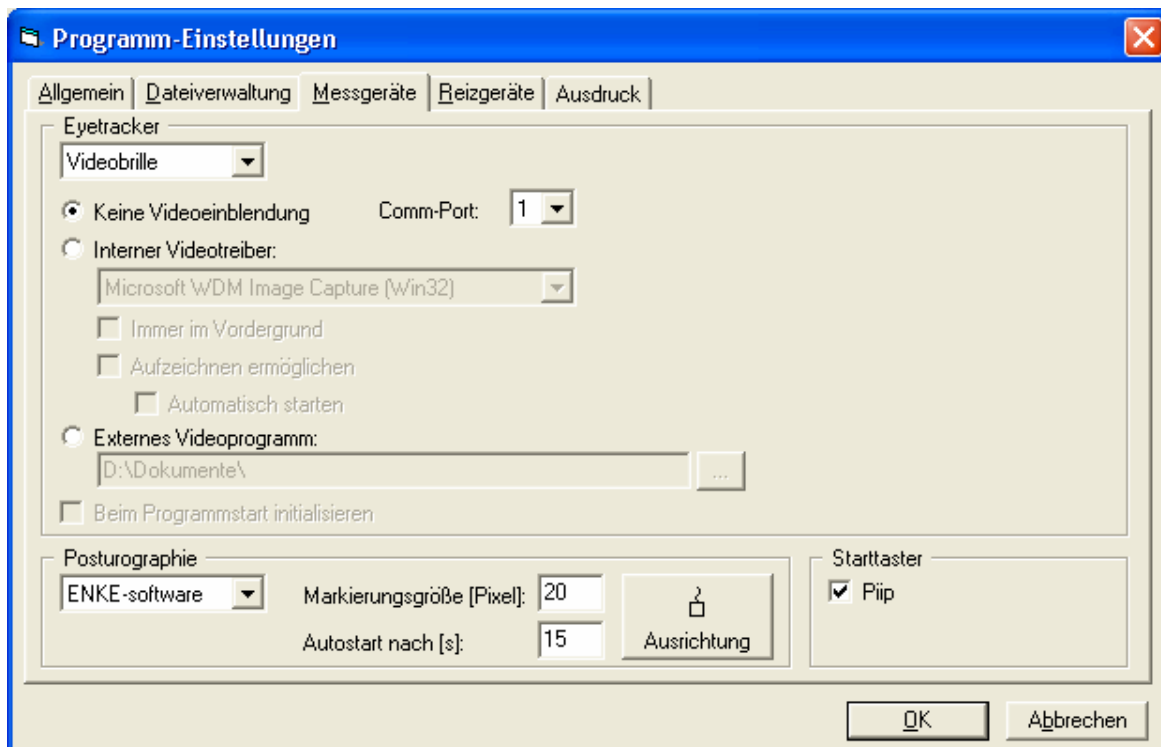 Programm-Einstellungen
Allgemein Dateiverwaltung Messgeräte Reizgeräte Ausdruck
Eyetracker
Videobrille
Keine Videoeinblendung Comm-Port: 1
Interner Videotreiber:
Microsoft WDM Image Capture (Win32)
Immer im Vordergrund
Aufzeichnen ermöglichen
Automatisch starten
Externes Videoprogramm:
D:\Dokumente\ ...
Beim Programmstart initialisieren
Posturographie Starttaster
ENKE-software Markierungsgröße [Pixel]: 20 Piip
Autostart nach [s]: 15 Ausrichtung
OK Abbrechen